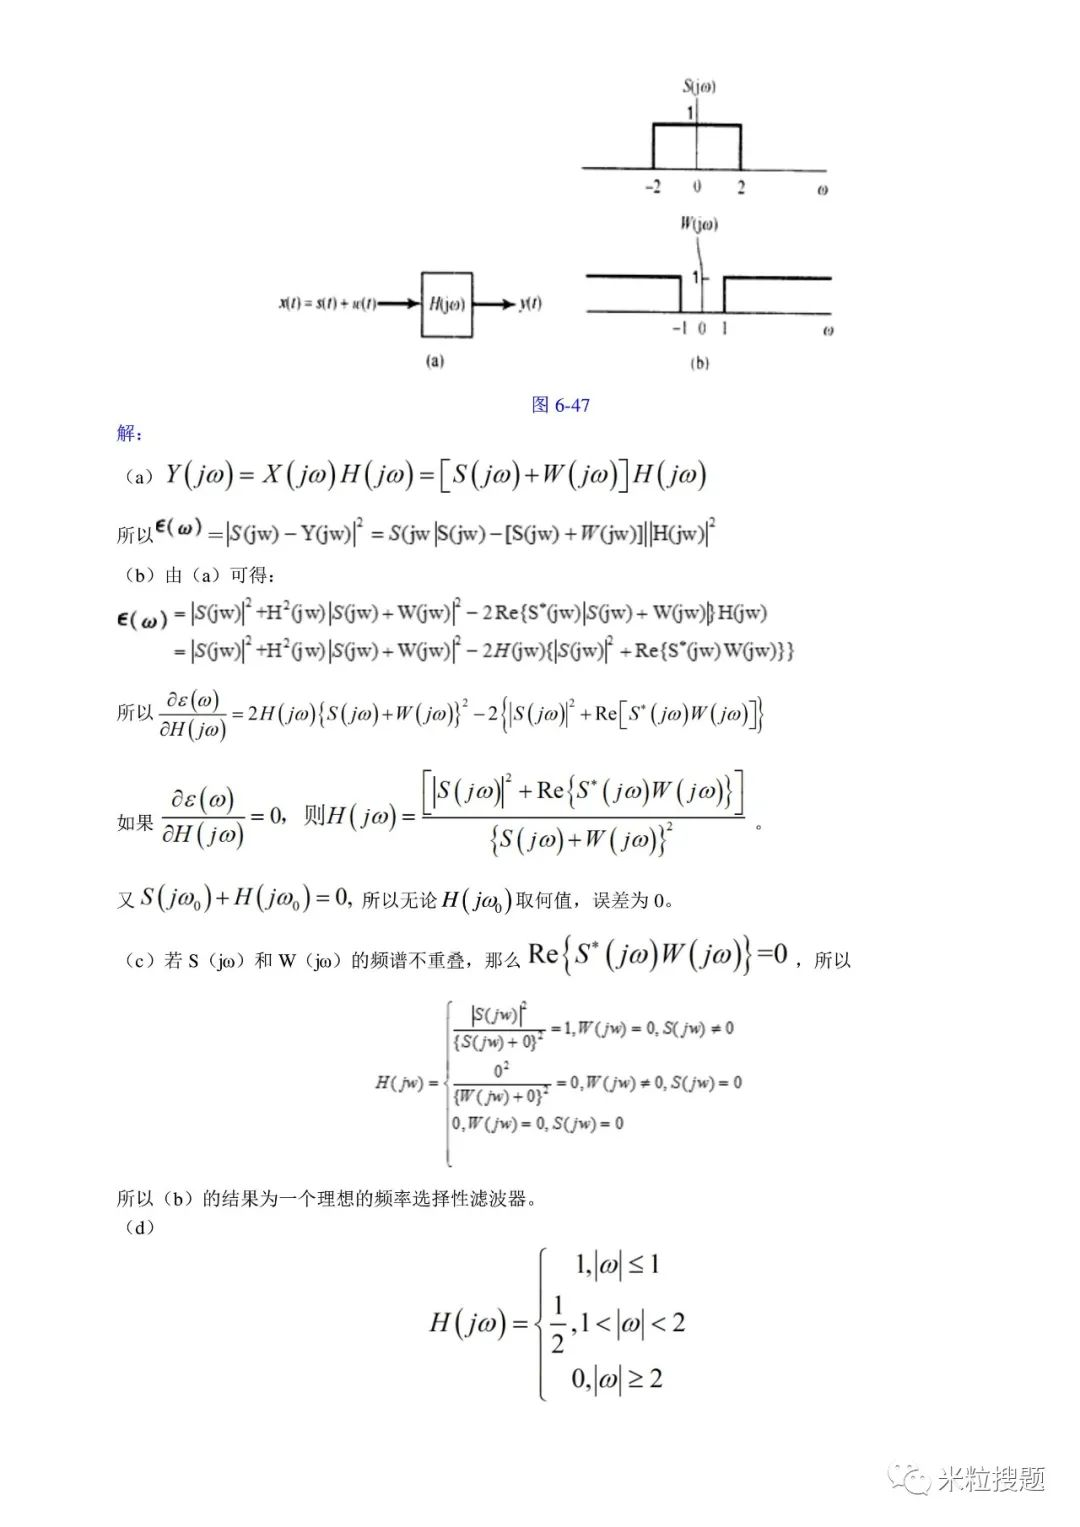 S(jω)
1
-2 0 2 ω
W(jω)
1
x(t) = s(t) + w(t) H(jω) y(t)
-1 0 1 ω
(a) (b)
图 6-47
解:
（a）Y(jω) = X(jω)H(jω) = [S(jω)+W(jω)]H(jω)
所以 ϵ(ω) = |S(jw) − Y(jw)|² = S(jw |S(jw) −[S(jw) + W(jw)]||H(jw)|²
（b）由（a）可得：
ϵ(ω) = |S(jw)|² +H²(jw)|S(jw) + W(jw)|² − 2Re{S*(jw)|S(jw) + W(jw)|}H(jw)
= |S(jw)|² +H²(jw)|S(jw) + W(jw)|² − 2H(jw){|S(jw)|² + Re{S*(jw)W(jw)}}
所以 ∂ε(ω)/∂H(jω) = 2H(jω){S(jω)+W(jω)}² − 2{|S(jω)|² + Re[S*(jω)W(jω)]}
如果 ∂ε(ω)/∂H(jω) = 0，则H(jω) = [|S(jω)|² + Re{S*(jω)W(jω)}]/{S(jω)+W(jω)}² 。
又 S(jω₀)+H(jω₀) = 0, 所以无论 H(jω₀) 取何值，误差为 0。
（c）若 S（jω）和 W（jω）的频谱不重叠，那么 Re{S*(jω)W(jω)}=0 ，所以
|S(jw)|²/{S(jw)+0}² = 1, W(jw) = 0, S(jw) ≠ 0
H(jw) = { 0²/{W(jw)+0}² = 0, W(jw) ≠ 0, S(jw) = 0
0, W(jw) = 0, S(jw) = 0
所以（b）的结果为一个理想的频率选择性滤波器。
（d）
1, |ω| ≤ 1
H(jω) = { 1/2, 1 < |ω| < 2
0, |ω| ≥ 2
米粒搜题